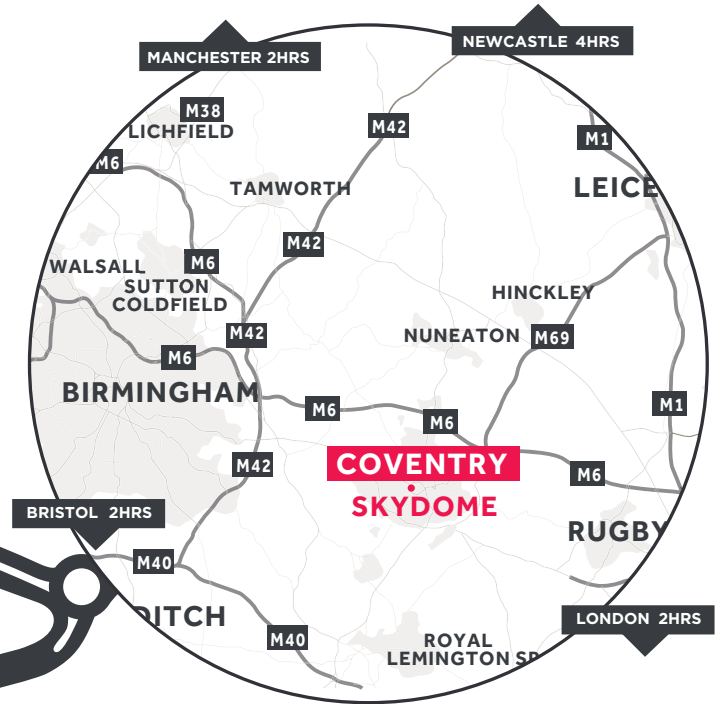 NEWCASTLE 4HRS
MANCHESTER 2HRS
M38
LICHFIELD
M42
M1
M6
TAMWORTH
LEICE
M42
WALSALL
M6
SUTTON
COLDFIELD
HINCKLEY
M42
NUNEATON
M69
M6
BIRMINGHAM
M6
M6
M1
COVENTRY
M42
M6
SKYDOME
BRISTOL 2HRS
RUGBY
M40
DITCH
LONDON 2HRS
M40
ROYAL
LEMINGTON SP